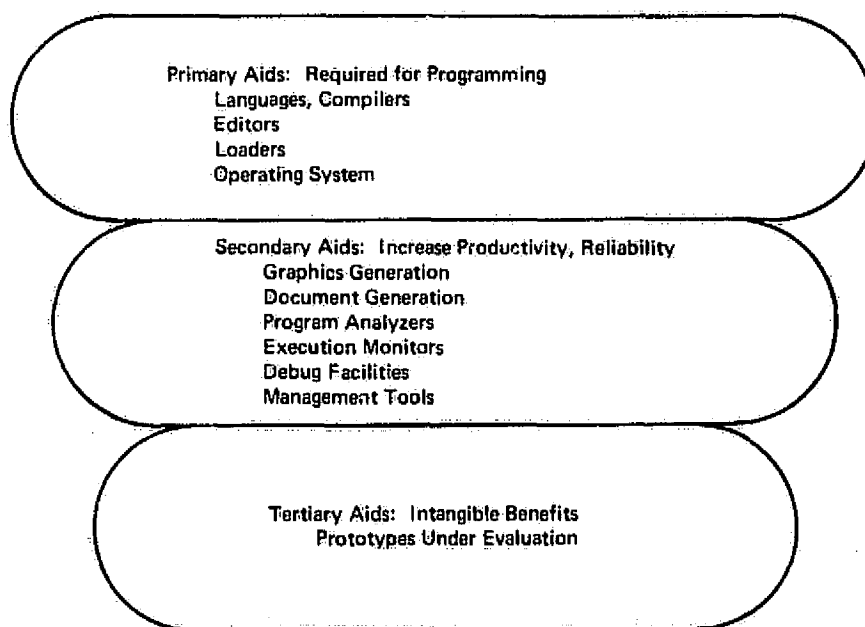 Primary Aids: Required for Programming
Languages, Compilers
Editors
Loaders
Operating System
Secondary Aids: Increase Productivity, Reliability
Graphics Generation
Document Generation
Program Analyzers
Execution Monitors
Debug Facilities
Management Tools
Tertiary Aids: Intangible Benefits
Prototypes Under Evaluation